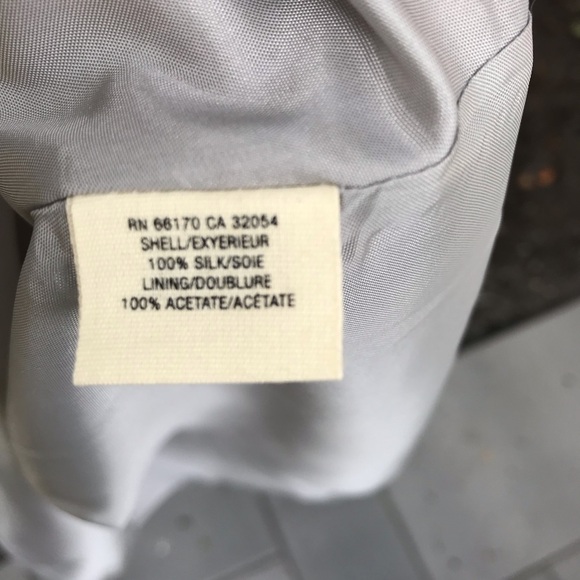 RN 66170 CA 32054
SHELL/EXYERIEUR
100% SILK/SOIE
LINING/DOUBLURE
100% ACETATE/ACÉTATE